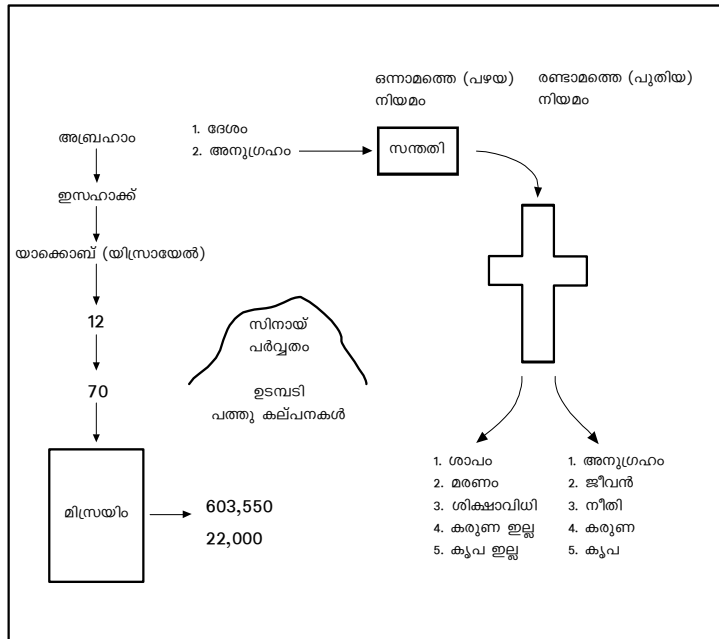 ഒന്നാമത്തെ (പഴയ)
നിയമം
രണ്ടാമത്തെ (പുതിയ)
നിയമം
1. ദേശം
2. അനുഗ്രഹം
സന്തതി
അബ്രഹാം
ഇസഹാക്ക്
യാക്കൊബ് (യിസ്രായേൽ)
12
70
മിസ്രയിം
603,550
22,000
സിനായ്
പർവ്വതം
ഉടമ്പടി
പത്തു കല്പനകൾ
1. ശാപം
2. മരണം
3. ശിക്ഷാവിധി
4. കരുണ ഇല്ല
5. കൃപ ഇല്ല
1. അനുഗ്രഹം
2. ജീവൻ
3. നീതി
4. കരുണ
5. കൃപ